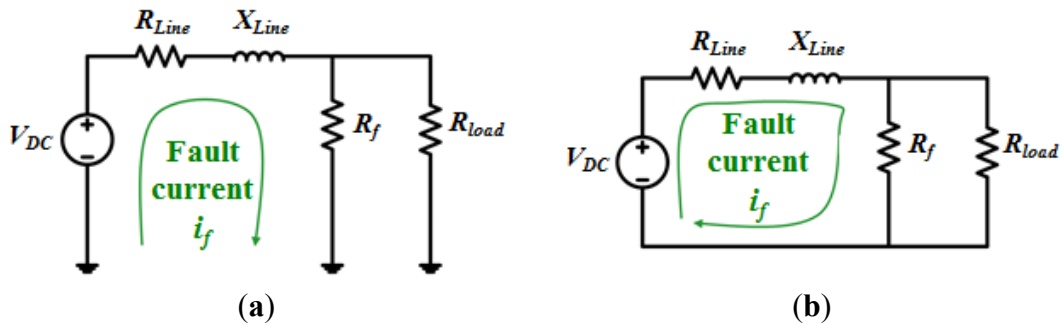 R_Line X_Line
V_DC
+
−
Fault
current
i_f
R_f
R_load
(a)
R_Line X_Line
V_DC
+
−
Fault
current
i_f
R_f
R_load
(b)